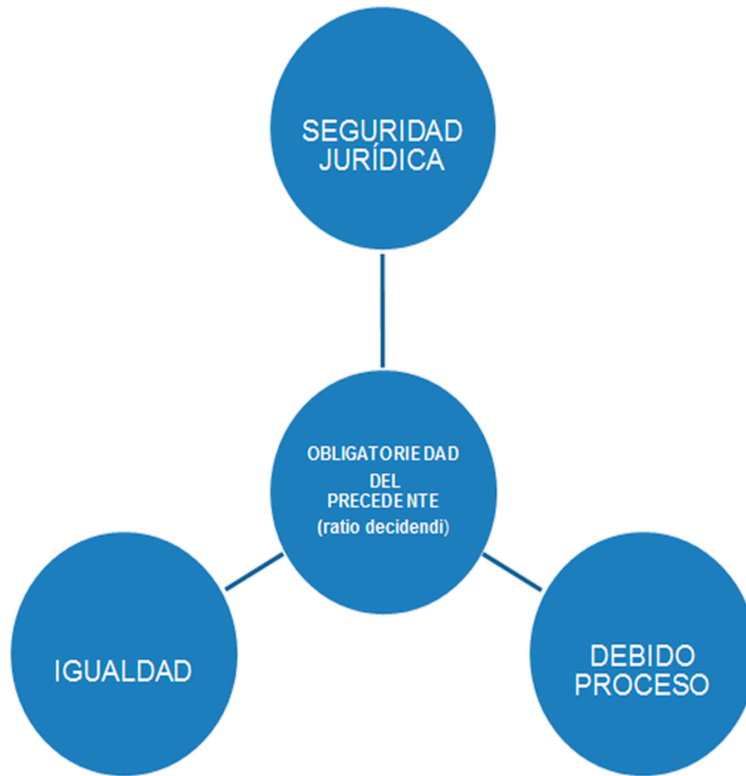 SEGURIDAD
JURÍDICA
OBLIGATORIEDAD
DEL
PRECEDENTE
(ratio decidendi)
IGUALDAD
DEBIDO
PROCESO